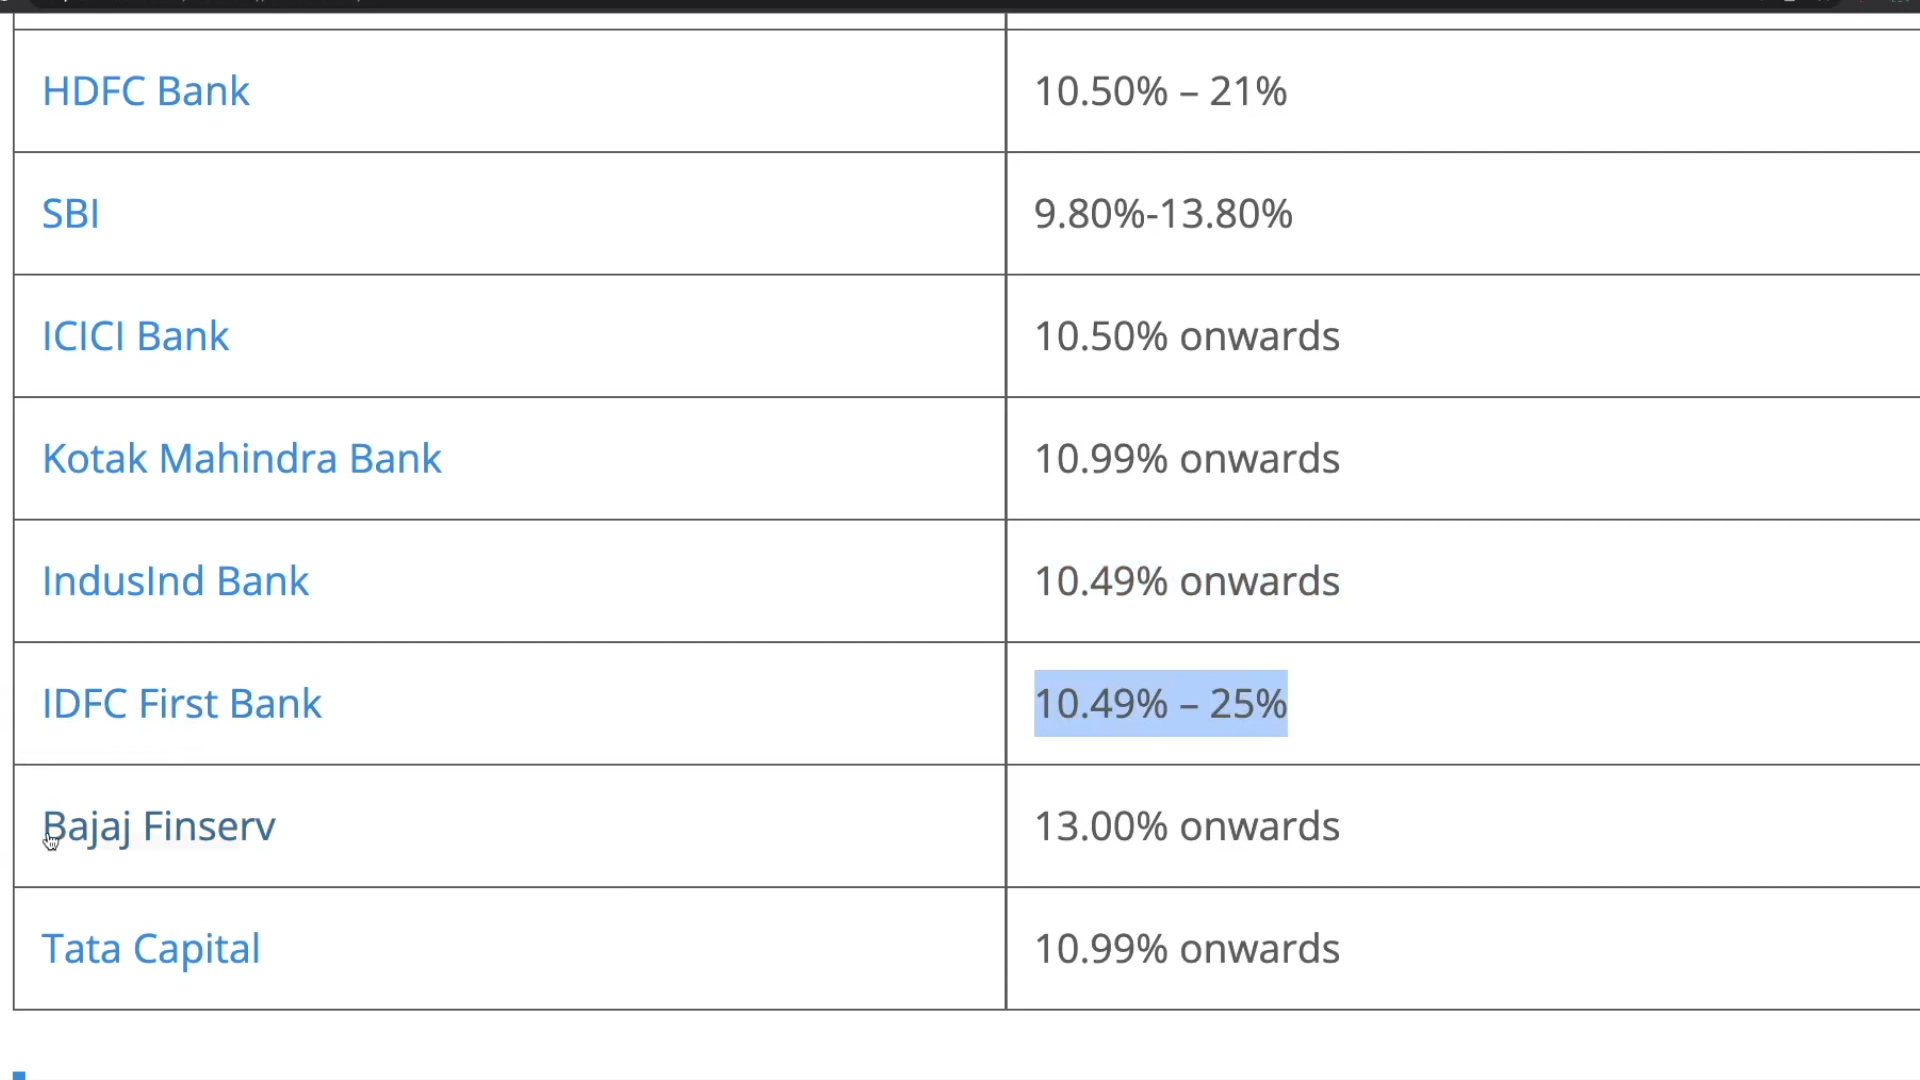 HDFC Bank 10.50% – 21%
SBI 9.80%-13.80%
ICICI Bank 10.50% onwards
Kotak Mahindra Bank 10.99% onwards
IndusInd Bank 10.49% onwards
IDFC First Bank 10.49% – 25%
Bajaj Finserv 13.00% onwards
Tata Capital 10.99% onwards